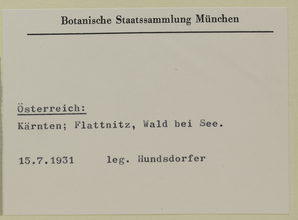 Botanische Staatssammlung München
Österreich:
Kärnten; Flattnitz, Wald bei See.
15.7.1931 leg. Hundsdorfer